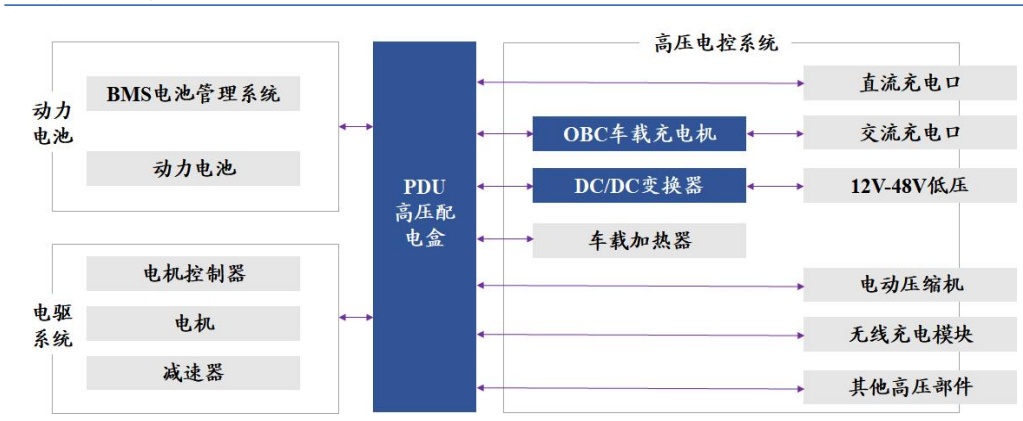 动力
电池
BMS电池管理系统
动力电池
电驱
系统
电机控制器
电机
减速器
PDU
高压配
电盒
高压电控系统
直流充电口
OBC车载充电机
交流充电口
DC/DC变换器
12V-48V低压
车载加热器
电动压缩机
无线充电模块
其他高压部件